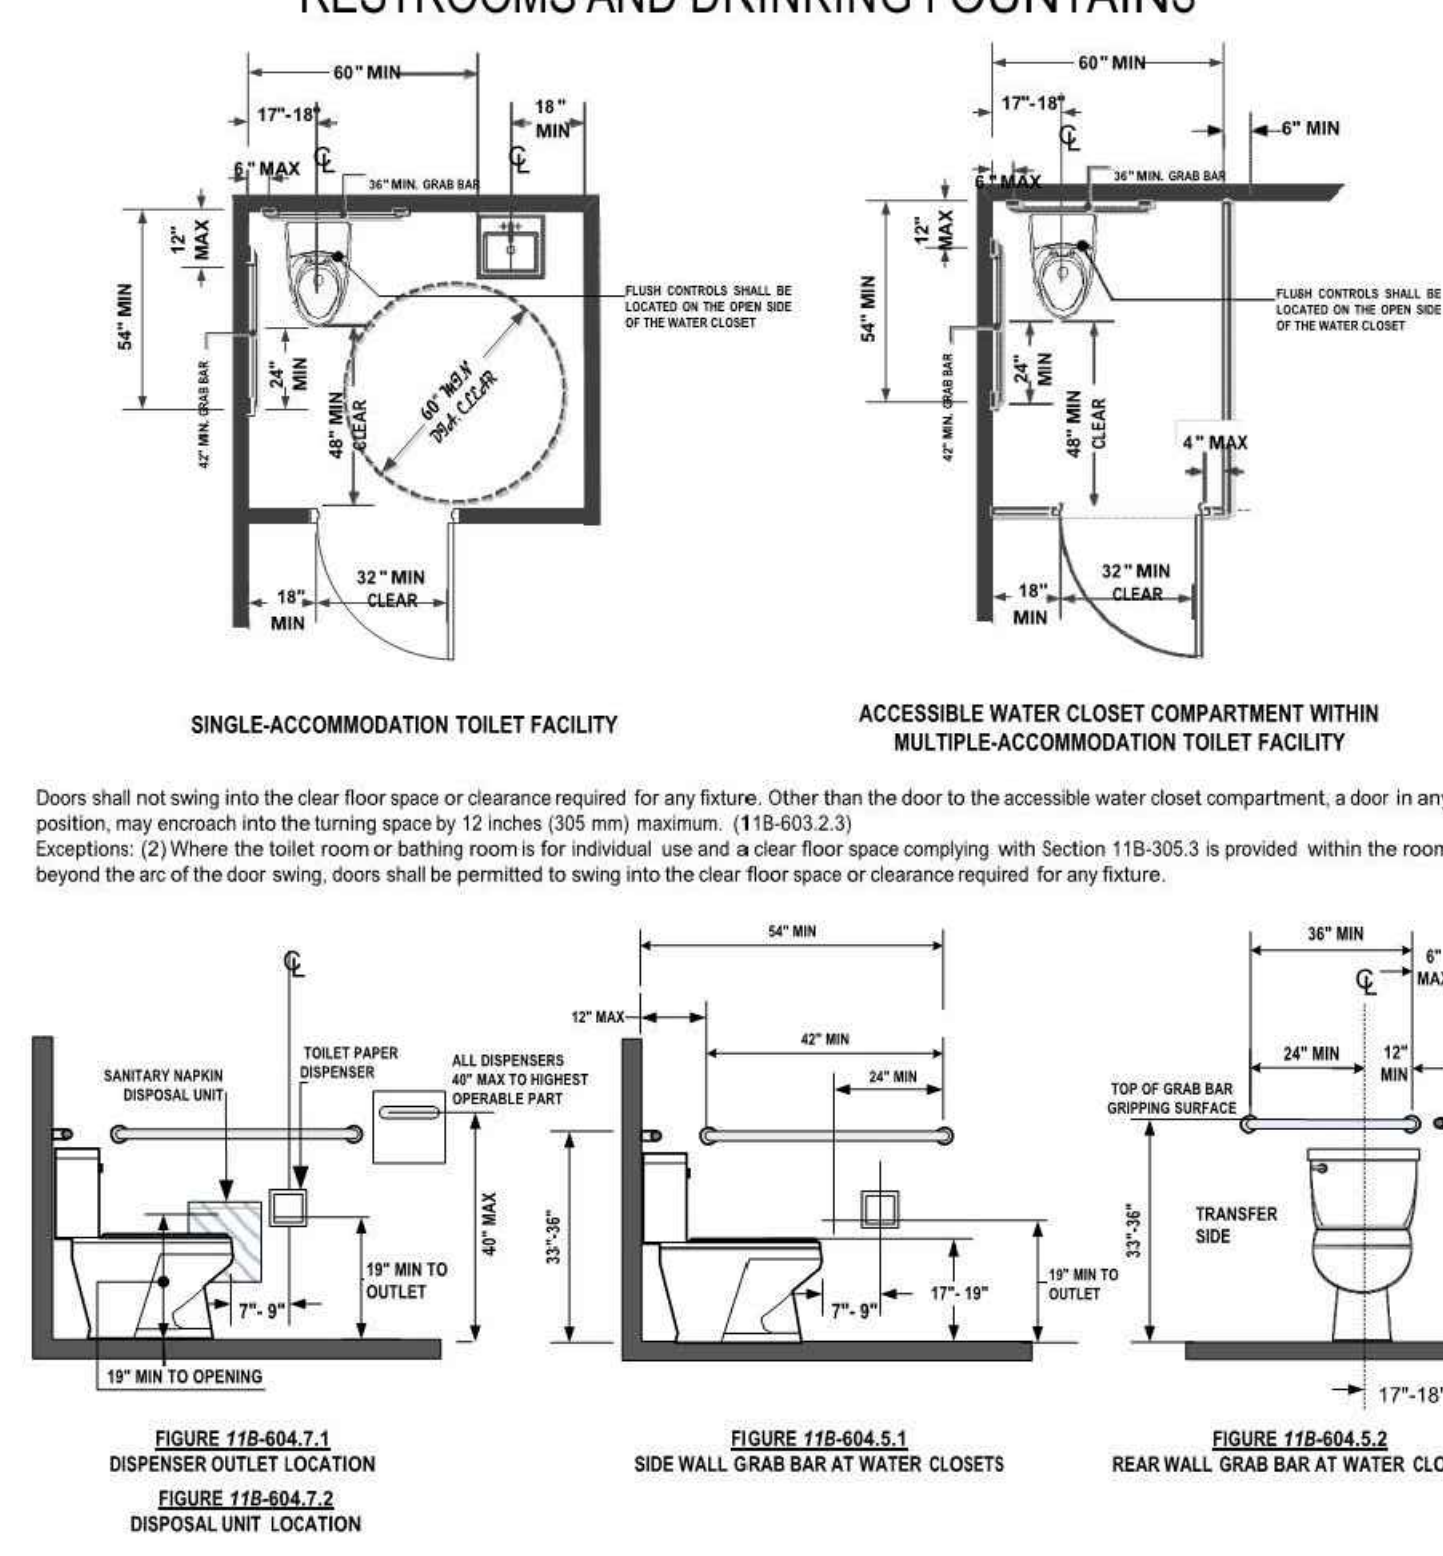 RESTROOMS AND DRINKING FOUNTAINS
60" MIN
17"-18"
18"
MIN
6" MAX
36" MIN. GRAB BAR
12"
MAX
54" MIN
42" MIN. GRAB BAR
24"
MIN
48" MIN
CLEAR
60" MIN
DIA. CLEAR
FLUSH CONTROLS SHALL BE
LOCATED ON THE OPEN SIDE
OF THE WATER CLOSET
18"
MIN
32" MIN
CLEAR
60" MIN
17"-18"
6" MIN
6" MAX
36" MIN. GRAB BAR
12"
MAX
54" MIN
42" MIN. GRAB BAR
24"
MIN
48" MIN
CLEAR
FLUSH CONTROLS SHALL BE
LOCATED ON THE OPEN SIDE
OF THE WATER CLOSET
4" MAX
18"
MIN
32" MIN
CLEAR
SINGLE-ACCOMMODATION TOILET FACILITY
ACCESSIBLE WATER CLOSET COMPARTMENT WITHIN
MULTIPLE-ACCOMMODATION TOILET FACILITY
Doors shall not swing into the clear floor space or clearance required for any fixture. Other than the door to the accessible water closet compartment, a door in any
position, may encroach into the turning space by 12 inches (305 mm) maximum. (11B-603.2.3)
Exceptions: (2) Where the toilet room or bathing room is for individual use and a clear floor space complying with Section 11B-305.3 is provided within the room
beyond the arc of the door swing, doors shall be permitted to swing into the clear floor space or clearance required for any fixture.
SANITARY NAPKIN
DISPOSAL UNIT
TOILET PAPER
DISPENSER
ALL DISPENSERS
40" MAX TO HIGHEST
OPERABLE PART
40" MAX
19" MIN TO
OUTLET
7"- 9"
19" MIN TO OPENING
FIGURE 11B-604.7.1
DISPENSER OUTLET LOCATION
FIGURE 11B-604.7.2
DISPOSAL UNIT LOCATION
54" MIN
12" MAX
42" MIN
24" MIN
33"-36"
7"- 9"
17"- 19"
19" MIN TO
OUTLET
FIGURE 11B-604.5.1
SIDE WALL GRAB BAR AT WATER CLOSETS
36" MIN
6"
MAX
24" MIN
12"
MIN
TOP OF GRAB BAR
GRIPPING SURFACE
33"-36"
TRANSFER
SIDE
17"-18"
FIGURE 11B-604.5.2
REAR WALL GRAB BAR AT WATER CLO